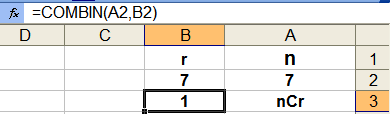 fx =COMBIN(A2,B2)
D C B A
r n 1
7 7 2
1 nCr 3